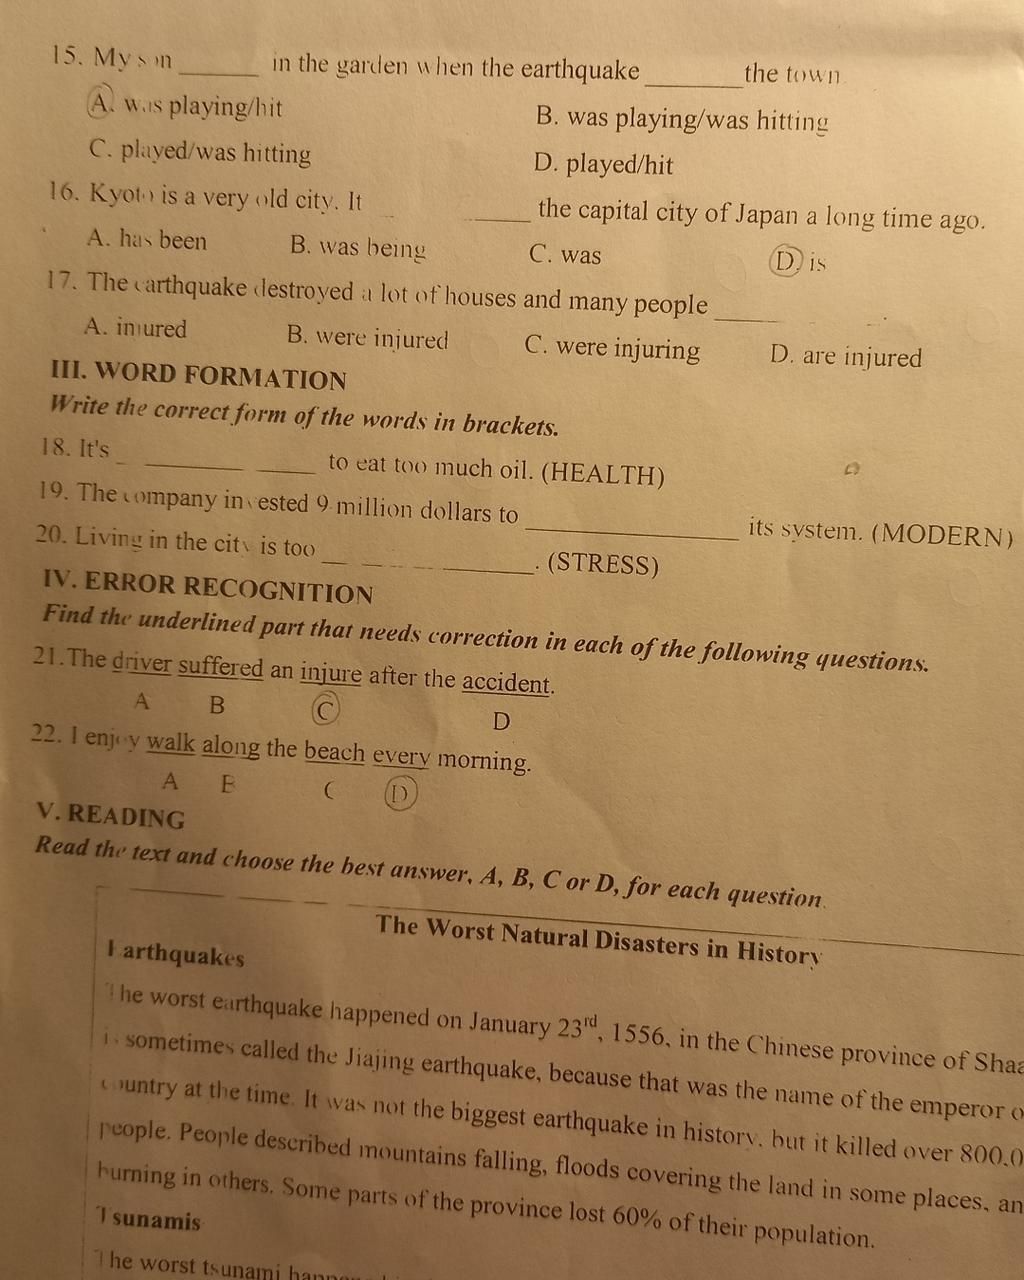 15. My son ______ in the garden when the earthquake ________ the town.
A. was playing/hit B. was playing/was hitting
C. played/was hitting D. played/hit
16. Kyoto is a very old city. It ______ the capital city of Japan a long time ago.
A. has been B. was being C. was D. is
17. The earthquake destroyed a lot of houses and many people ______.
A. injured B. were injured C. were injuring D. are injured
III. WORD FORMATION
Write the correct form of the words in brackets.
18. It's ______________ to eat too much oil. (HEALTH)
19. The company invested 9 million dollars to ________________ its system. (MODERN)
20. Living in the city is too ________________. (STRESS)
IV. ERROR RECOGNITION
Find the underlined part that needs correction in each of the following questions.
21.The driver suffered an injure after the accident.
A B C D
22. I enjoy walk along the beach every morning.
A B C D
V. READING
Read the text and choose the best answer, A, B, C or D, for each question.
The Worst Natural Disasters in History
Earthquakes
The worst earthquake happened on January 23rd, 1556, in the Chinese province of Shaa
is sometimes called the Jiajing earthquake, because that was the name of the emperor o
country at the time. It was not the biggest earthquake in history, but it killed over 800,0
people. People described mountains falling, floods covering the land in some places, an
burning in others. Some parts of the province lost 60% of their population.
Tsunamis
The worst tsunami